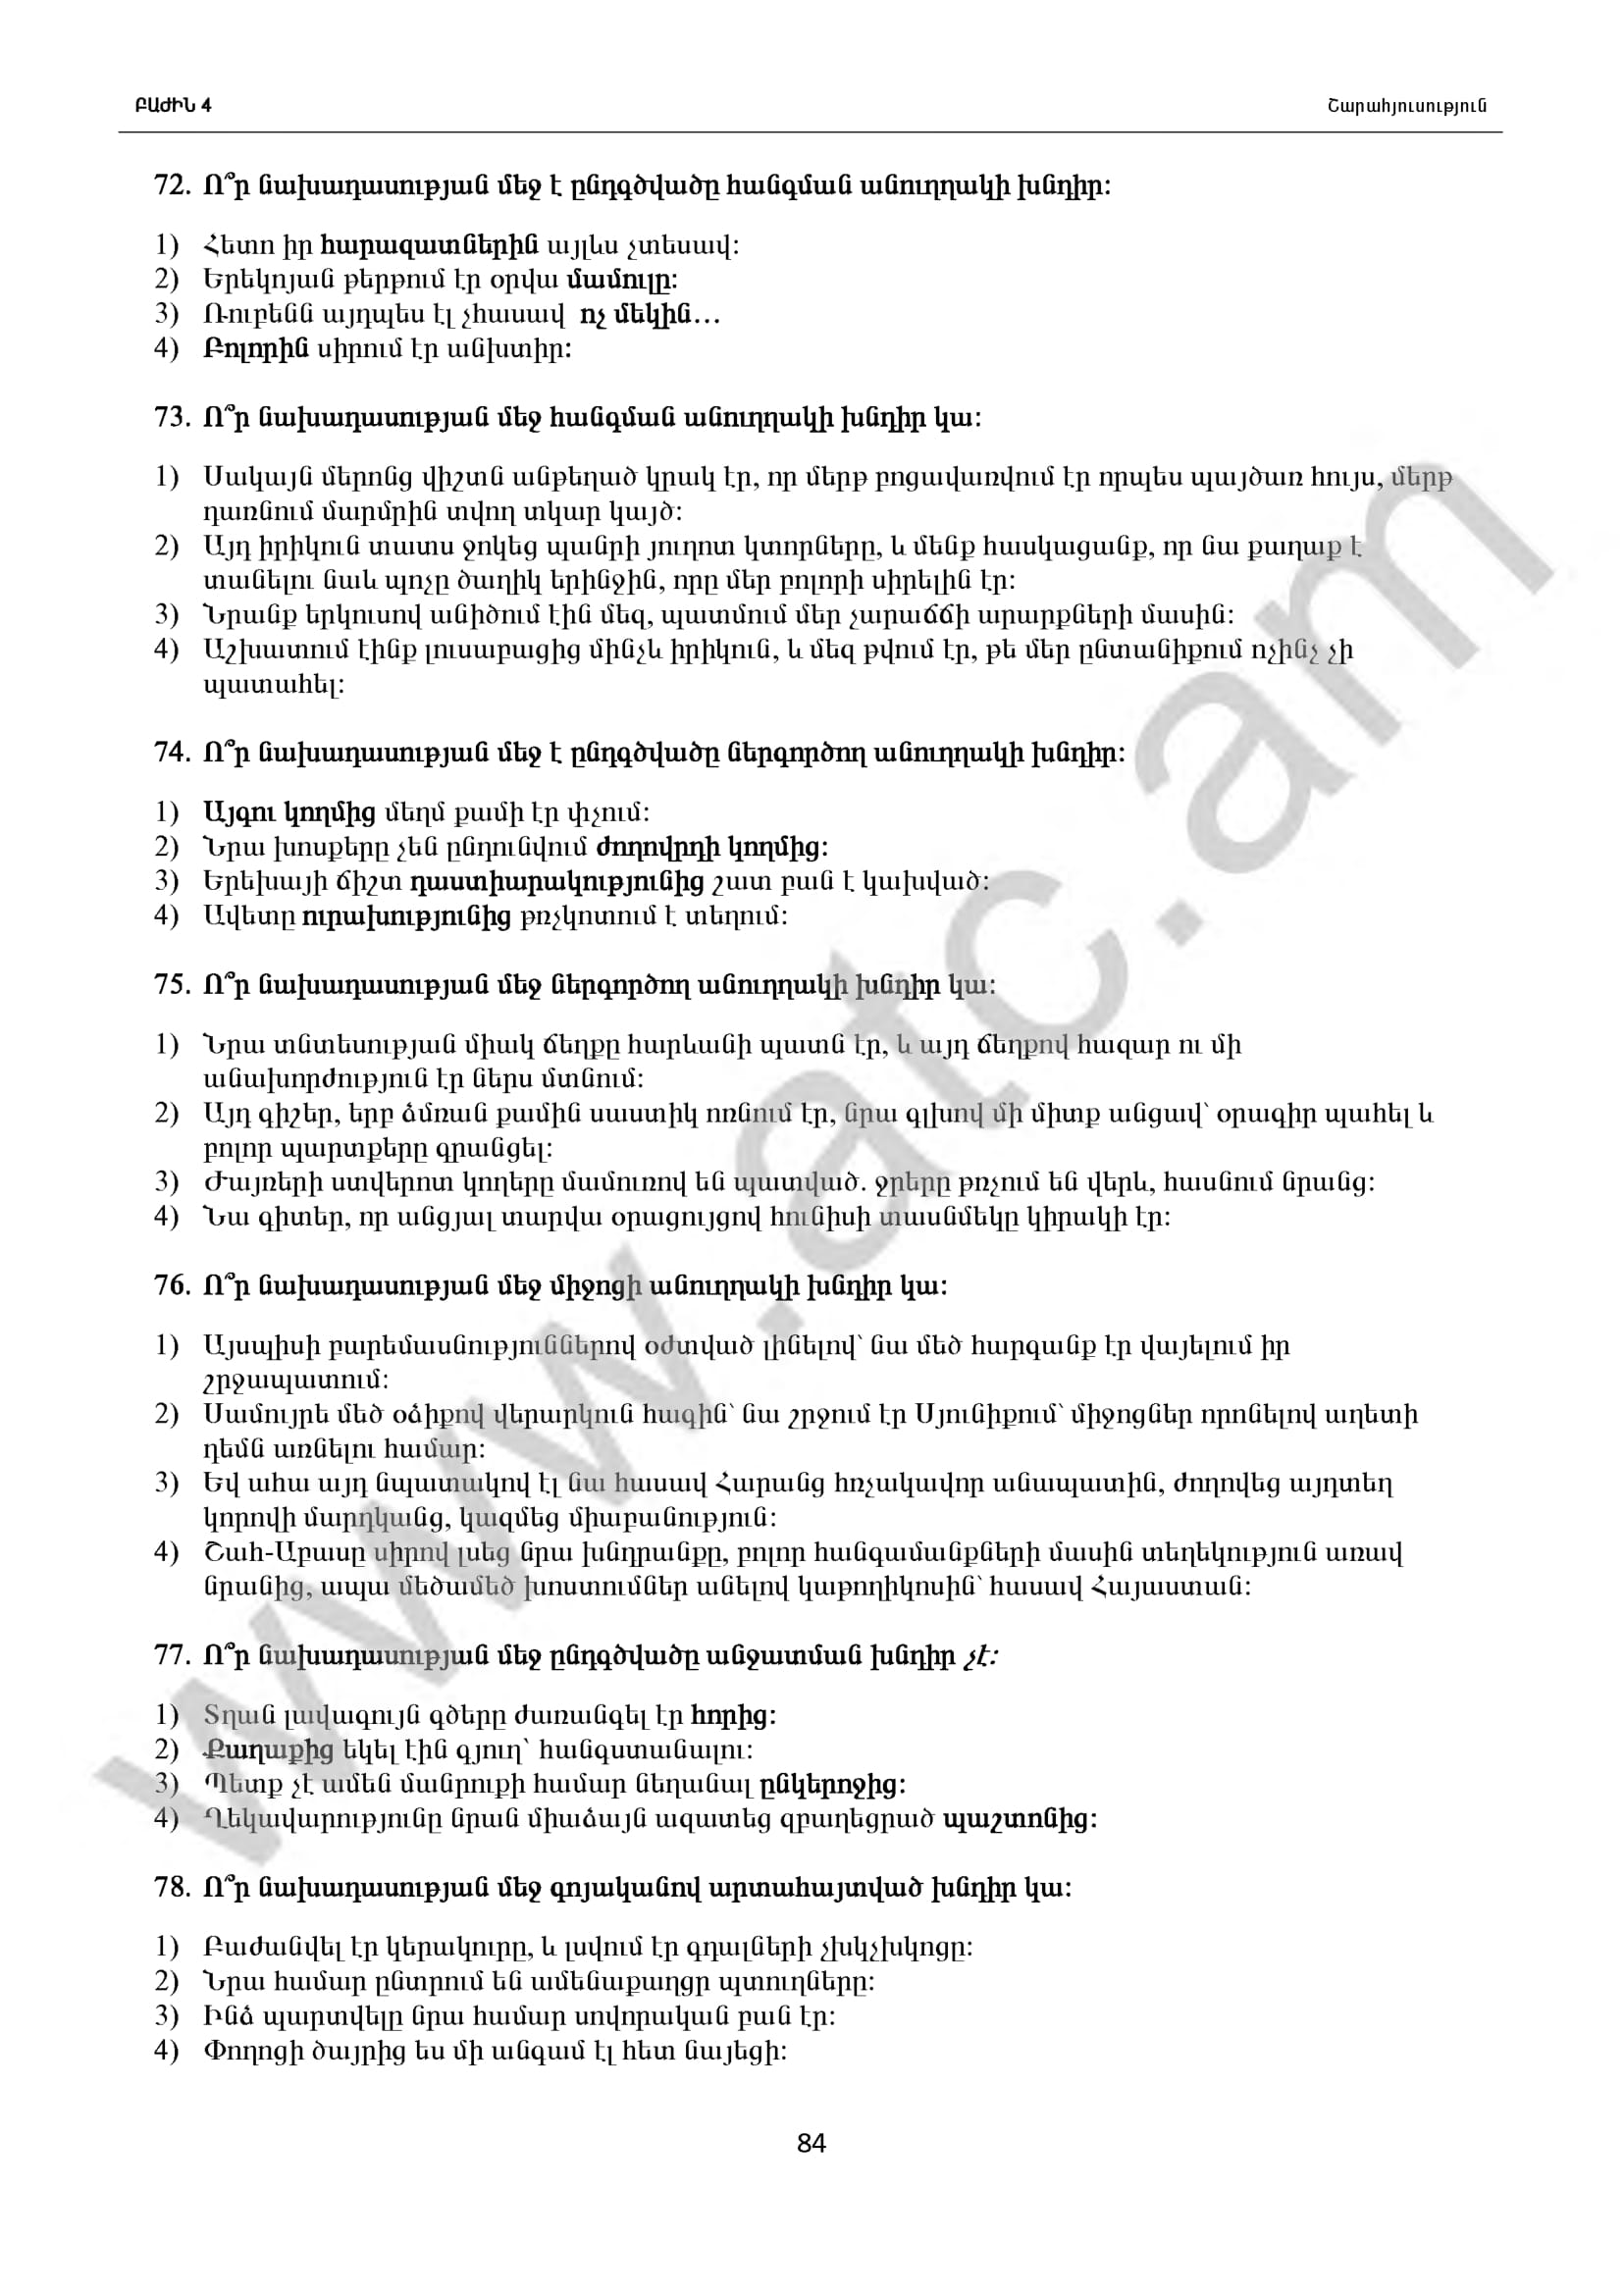 ԲԱԺԻՆ 4
Շարահյուսություն
72. Ո՞ր նախադասության մեջ է ընդգծվածը հանգման անուղղակի խնդիր:
1) Հետո իր հարազատներին այլևս չտեսավ:
2) Երեկոյան թերթում էր օրվա մամուլը:
3) Ռուբենն այդպես էլ չհասավ ոչ մեկին…
4) Բոլորին սիրում էր անխտիր:
73. Ո՞ր նախադասության մեջ հանգման անուղղակի խնդիր կա:
1) Սակայն մերոնց վիշտն անթեղած կրակ էր, որ մերթ բոցավառվում էր որպես պայծառ հույս, մերթ
դառնում մարմրին տվող տկար կայծ:
2) Այդ իրիկուն տատս ջոկեց պանրի յուղոտ կտորները, և մենք հասկացանք, որ նա քաղաք է
տանելու նաև պոչը ծաղիկ երինջին, որը մեր բոլորի սիրելին էր:
3) Նրանք երկուսով անիծում էին մեզ, պատմում մեր չարաճճի արարքների մասին:
4) Աշխատում էինք լուսաբացից մինչև իրիկուն, և մեզ թվում էր, թե մեր ընտանիքում ոչինչ չի
պատահել:
74. Ո՞ր նախադասության մեջ է ընդգծվածը ներգործող անուղղակի խնդիր:
1) Այգու կողմից մեղմ քամի էր փչում:
2) Նրա խոսքերը չեն ընդունվում ժողովրդի կողմից:
3) Երեխայի ճիշտ դաստիարակությունից շատ բան է կախված:
4) Ավետը ուրախությունից թռչկոտում է տեղում:
75. Ո՞ր նախադասության մեջ ներգործող անուղղակի խնդիր կա:
1) Նրա տնտեսության միակ ճեղքը հարևանի պատն էր, և այդ ճեղքով հազար ու մի
անախորժություն էր ներս մտնում:
2) Այդ գիշեր, երբ ձմռան քամին սաստիկ ոռնում էր, նրա գլխով մի միտք անցավ՝ օրագիր պահել և
բոլոր պարտքերը գրանցել:
3) Ժայռերի ստվերոտ կողերը մամուռով են պատված. ջրերը թռչում են վերև, հասնում նրանց:
4) Նա գիտեր, որ անցյալ տարվա օրացույցով հունիսի տասնմեկը կիրակի էր:
76. Ո՞ր նախադասության մեջ միջոցի անուղղակի խնդիր կա:
1) Այսպիսի բարեմասնություններով օժտված լինելով՝ նա մեծ հարգանք էր վայելում իր
շրջապատում:
2) Սամույրե մեծ օձիքով վերարկուն հագին՝ նա շրջում էր Սյունիքում՝ միջոցներ որոնելով աղետի
դեմն առնելու համար:
3) Եվ ահա այդ նպատակով էլ նա հասավ Հարանց հռչակավոր անապատին, ժողովեց այդտեղ
կորովի մարդկանց, կազմեց միաբանություն:
4) Շահ-Աբասը սիրով լսեց նրա խնդրանքը, բոլոր հանգամանքների մասին տեղեկություն առավ
նրանից, ապա մեծամեծ խոստումներ անելով կաթողիկոսին՝ հասավ Հայաստան:
77. Ո՞ր նախադասության մեջ ընդգծվածը անջատման խնդիր չէ:
1) Տղան լավագույն գծերը ժառանգել էր հորից:
2) Քաղաքից եկել էին գյուղ՝ հանգստանալու:
3) Պետք չէ ամեն մանրուքի համար նեղանալ ընկերոջից:
4) Ղեկավարությունը նրան միաձայն ազատեց զբաղեցրած պաշտոնից:
78. Ո՞ր նախադասության մեջ գոյականով արտահայտված խնդիր կա:
1) Բաժանվել էր կերակուրը, և լսվում էր գդալների չխկչխկոցը:
2) Նրա համար ընտրում են ամենաքաղցր պտուղները:
3) Ինձ պարտվելը նրա համար սովորական բան էր:
4) Փողոցի ծայրից ես մի անգամ էլ հետ նայեցի:
www.atc.am
84